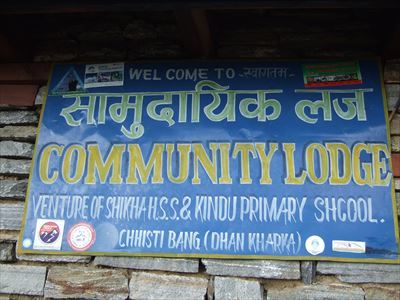 WEL COME TO -स्वागतम-
सामुदायिक लज
COMMUNITY LODGE
VENTURE OF SHIKHA H.S.S. & KINDU PRIMARY SHCOOL.
CHHISTI BANG (DHAN KHARKA)